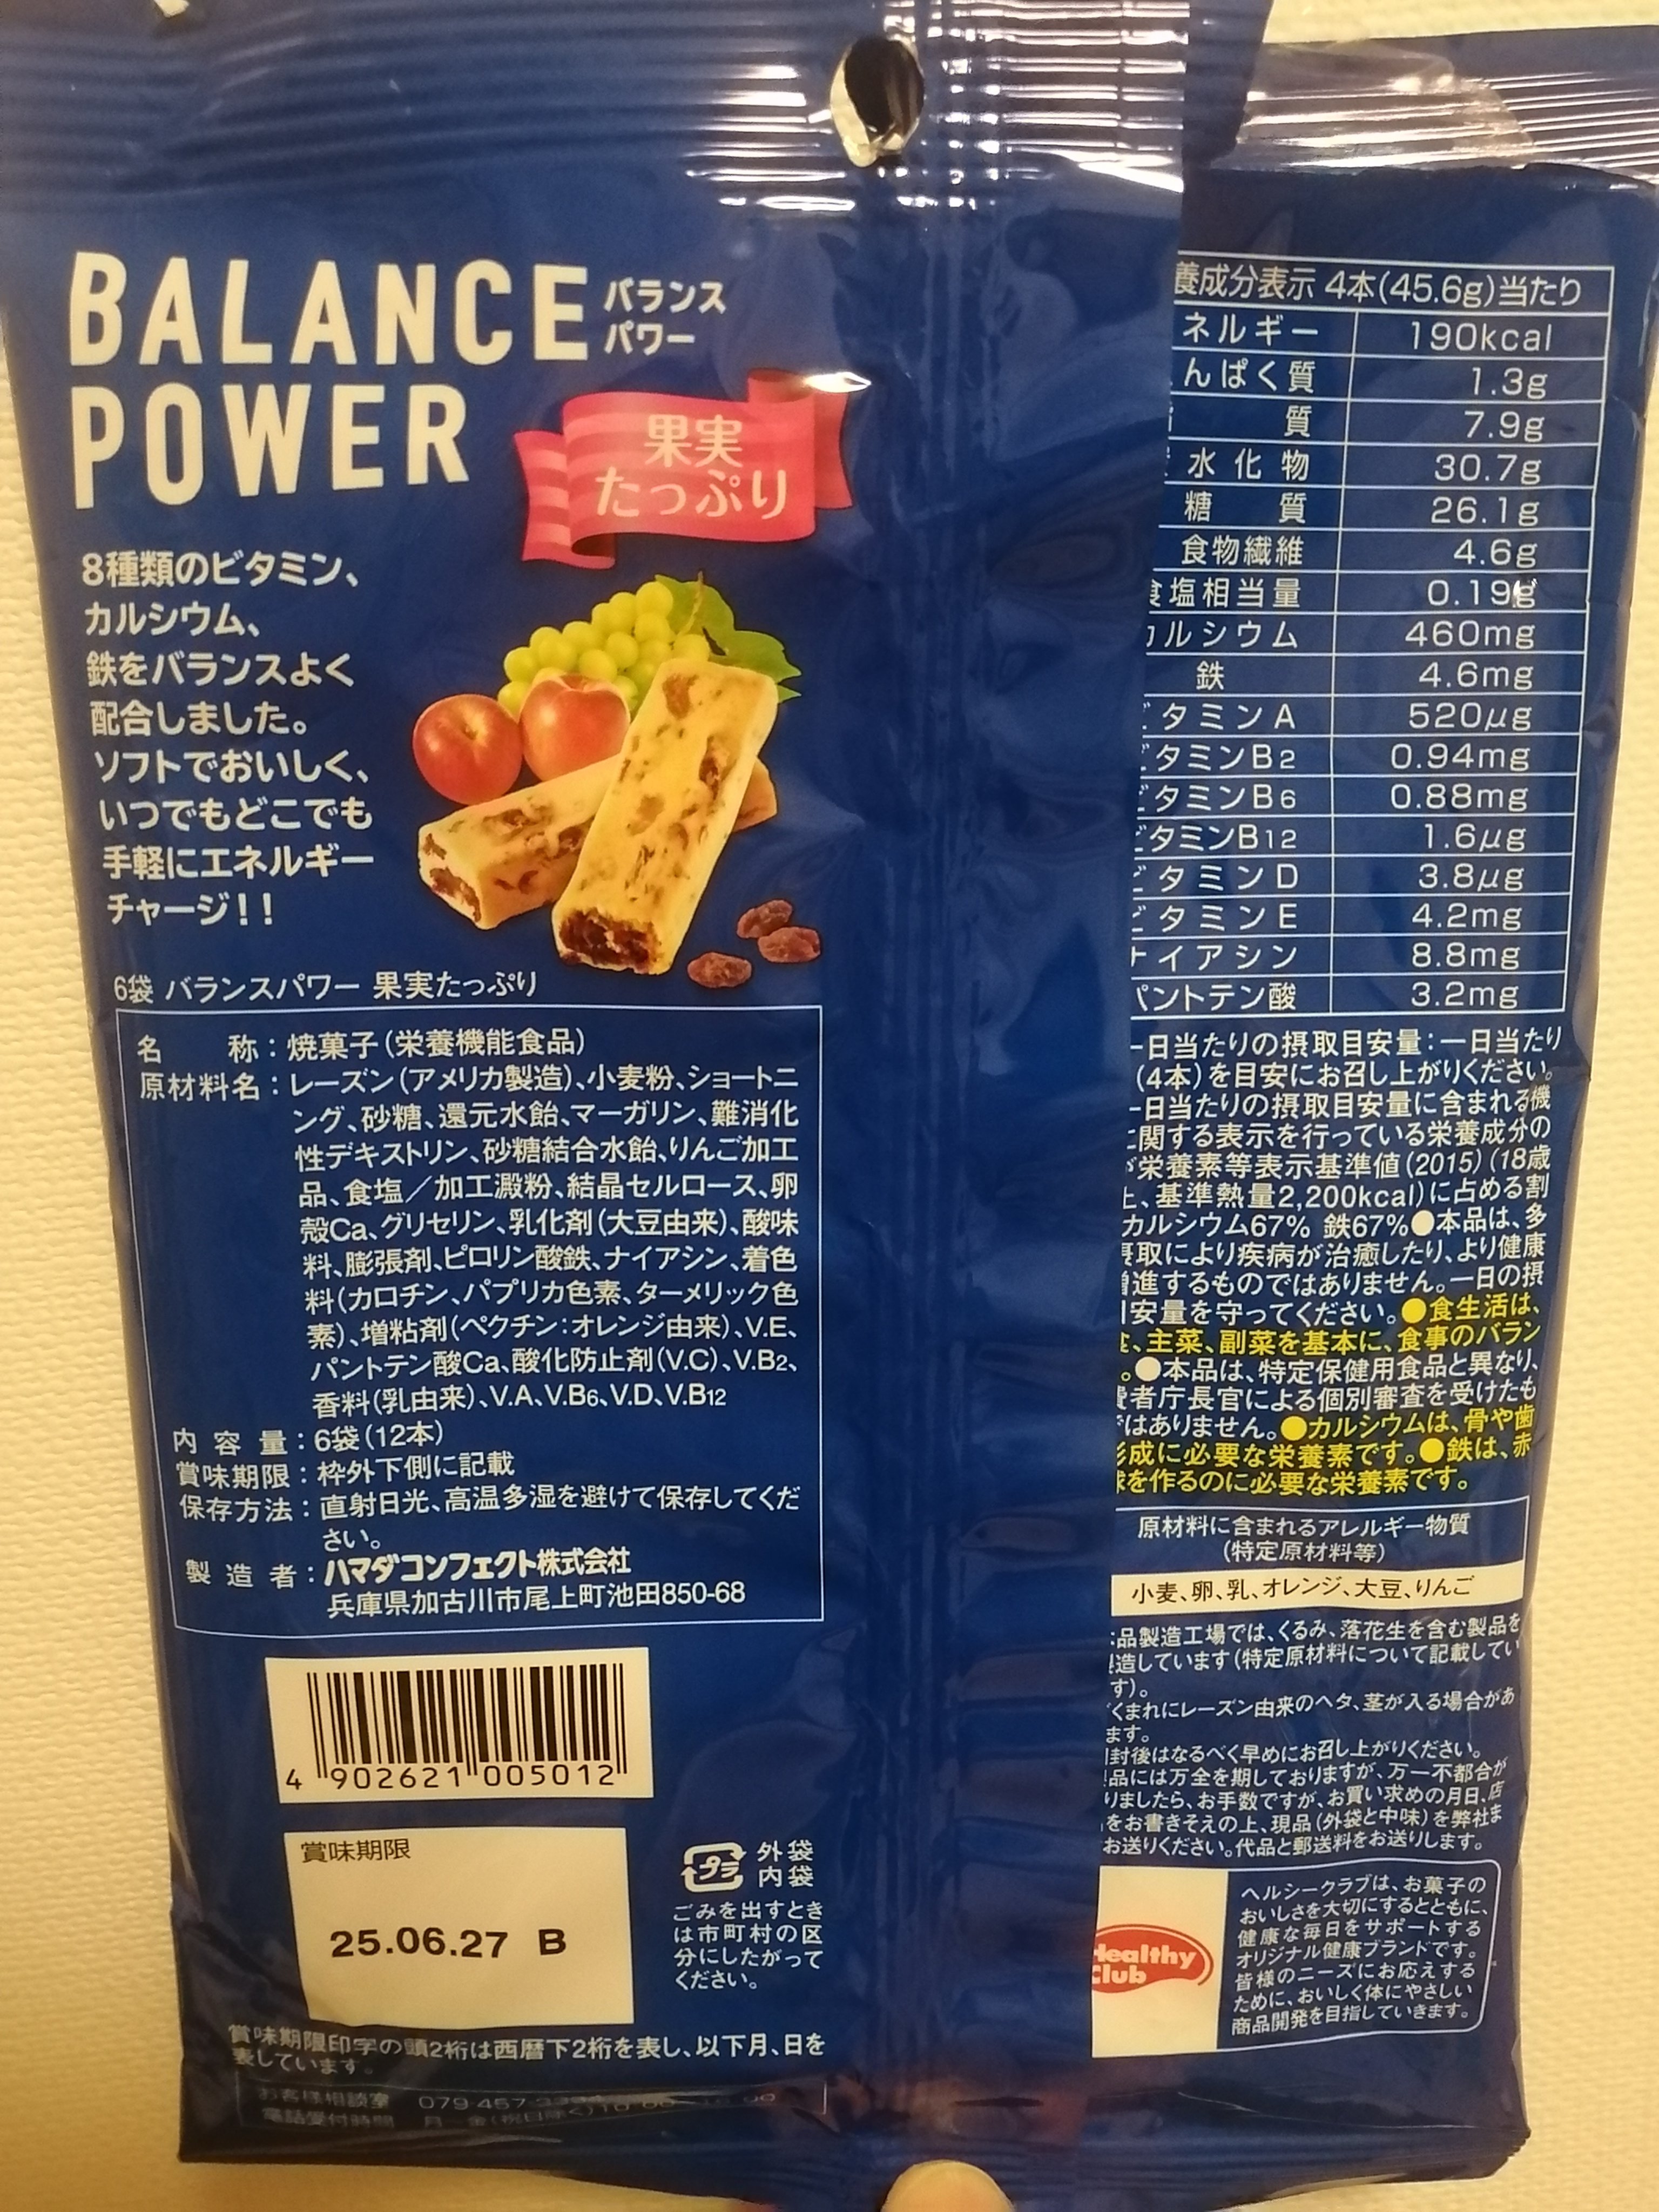 BALANCE
POWER
バランス
パワー
果実
たっぷり
8種類のビタミン、
カルシウム、
鉄をバランスよく
配合しました。
ソフトでおいしく、
いつでもどこでも
手軽にエネルギー
チャージ!!
6袋 バランスパワー 果実たっぷり
名 称:焼菓子(栄養機能食品)
原材料名:レーズン(アメリカ製造)、小麦粉、ショートニ
ング、砂糖、還元水飴、マーガリン、難消化
性デキストリン、砂糖結合水飴、りんご加工
品、食塩/加工澱粉、結晶セルロース、卵
殻Ca、グリセリン、乳化剤(大豆由来)、酸味
料、膨張剤、ピロリン酸鉄、ナイアシン、着色
料(カロチン、パプリカ色素、ターメリック色
素)、増粘剤(ペクチン:オレンジ由来)、V.E、
パントテン酸Ca、酸化防止剤(V.C)、V.B2、
香料(乳由来)、V.A、V.B6、V.D、V.B12
内容量:6袋(12本)
賞味期限:枠外下側に記載
保存方法:直射日光、高温多湿を避けて保存してくだ
さい。
製造者:ハマダコンフェクト株式会社
兵庫県加古川市尾上町池田850-68
4 902621 005012
賞味期限
25.06.27 B
プラ
外袋
内袋
ごみを出すとき
は市町村の区
分にしたがって
ください。
賞味期限印字の頭2桁は西暦下2桁を表し、以下月、日を
表しています。
お客様相談室 079-457-
電話受付時間 月～金(祝日除く)
養成分表示 4本(45.6g)当たり
ネルギー 190kcal
んぱく質 1.3g
質 7.9g
水化物 30.7g
糖質 26.1g
食物繊維 4.6g
食塩相当量 0.19g
ルシウム 460mg
鉄 4.6mg
タミンA 520μg
タミンB2 0.94mg
タミンB6 0.88mg
タミンB12 1.6μg
タミンD 3.8μg
タミンE 4.2mg
イアシン 8.8mg
パントテン酸 3.2mg
一日当たりの摂取目安量:一日当たり
(4本)を目安にお召し上がりください。
一日当たりの摂取目安量に含まれる機
に関する表示を行っている栄養成分の
が栄養素等表示基準値(2015)(18歳
上、基準熱量2,200kcal)に占める割
カルシウム67% 鉄67%●本品は、多
摂取により疾病が治癒したり、より健康
増進するものではありません。一日の摂
目安量を守ってください。●食生活は、
食、主菜、副菜を基本に、食事のバラン
。●本品は、特定保健用食品と異なり、
費者庁長官による個別審査を受けたも
ではありません。●カルシウムは、骨や歯
形成に必要な栄養素です。●鉄は、赤
球を作るのに必要な栄養素です。
原材料に含まれるアレルギー物質
(特定原材料等)
小麦、卵、乳、オレンジ、大豆、りんご
品製造工場では、くるみ、落花生を含む製品を
製造しています(特定原材料について記載してい
す)。
くまれにレーズン由来のヘタ、茎が入る場合があ
ます。
開封後はなるべく早めにお召し上がりください。
品には万全を期しておりますが、万一不都合が
りましたら、お手数ですが、お買い求めの月日、店
をお書きそえの上、現品(外袋と中味)を弊社ま
お送りください。代品と郵送料をお送りします。
Healthy
Club
ヘルシークラブは、お菓子の
おいしさを大切にするとともに、
健康な毎日をサポートする
オリジナル健康ブランドです。
皆様のニーズにお応えする
ために、おいしく体にやさしい
商品開発を目指していきます。